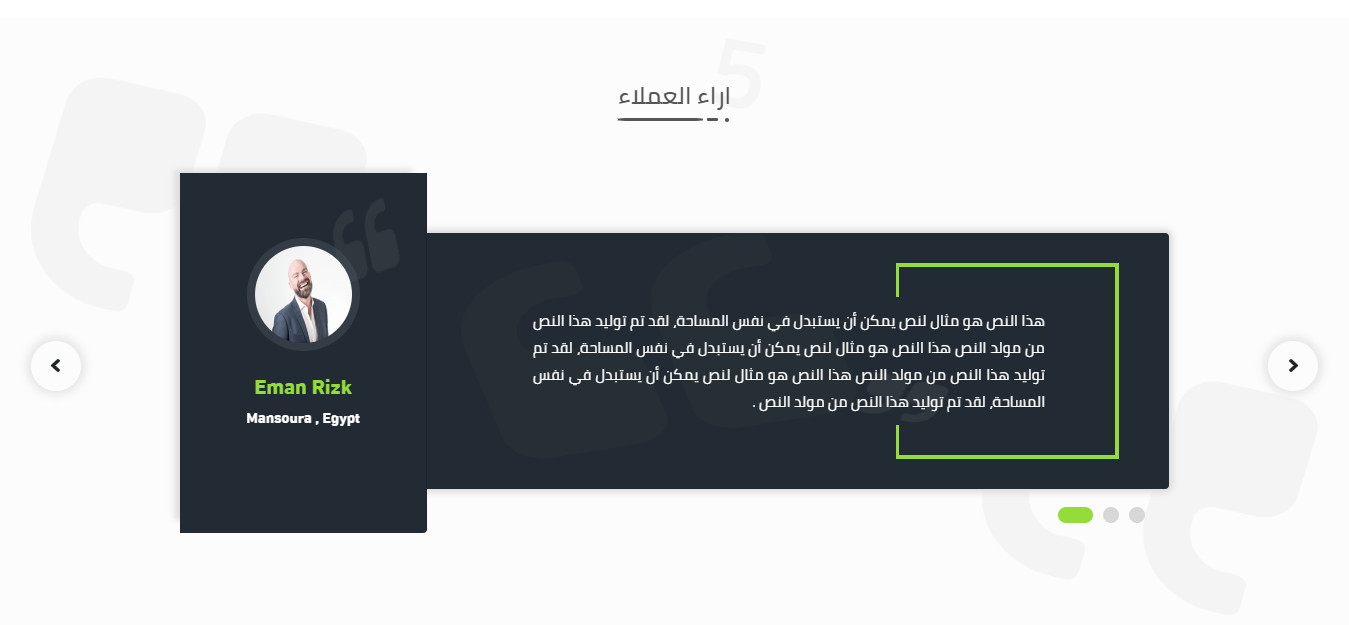 5
اراء العملاء
هذا النص هو مثال لنص يمكن أن يستبدل في نفس المساحة، لقد تم توليد هذا النص
من مولد النص هذا النص هو مثال لنص يمكن أن يستبدل في نفس المساحة، لقد تم
توليد هذا النص من مولد النص هذا النص هو مثال لنص يمكن أن يستبدل في نفس
المساحة، لقد تم توليد هذا النص من مولد النص .
Eman Rizk
Mansoura , Egypt